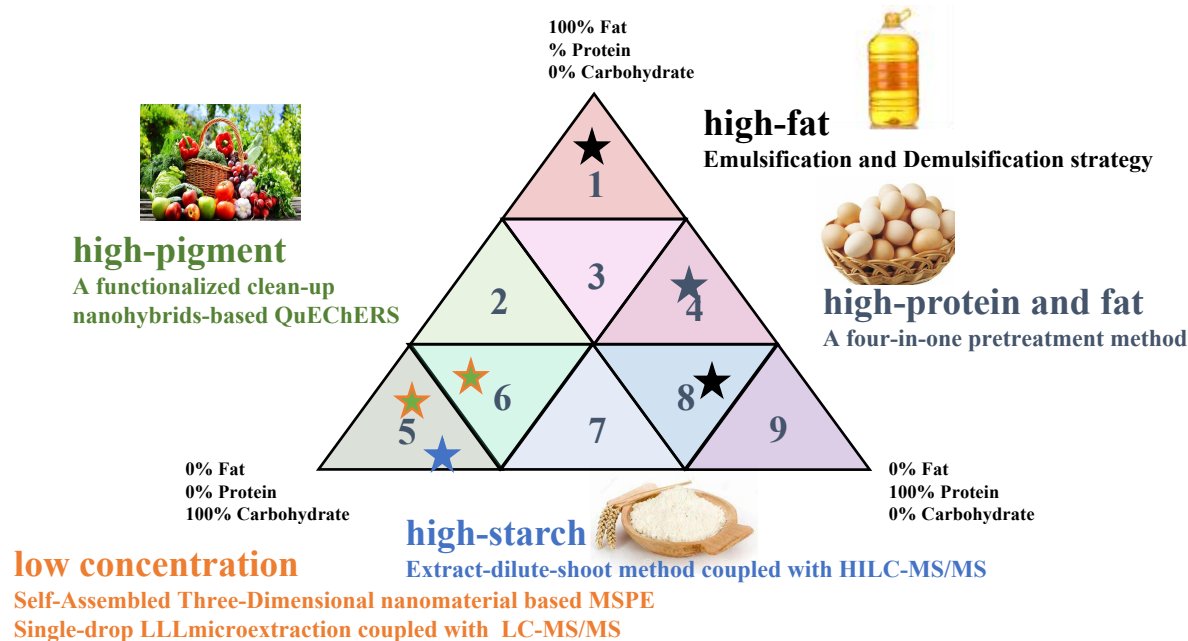 100% Fat
% Protein
0% Carbohydrate
high-fat
Emulsification and Demulsification strategy
1
high-pigment
A functionalized clean-up
nanohybrids-based QuEChERS
2
3
4
high-protein and fat
A four-in-one pretreatment method
5
6
7
8
9
0% Fat
0% Protein
100% Carbohydrate
0% Fat
100% Protein
0% Carbohydrate
high-starch
Extract-dilute-shoot method coupled with HILC-MS/MS
low concentration
Self-Assembled Three-Dimensional nanomaterial based MSPE
Single-drop LLLmicroextraction coupled with LC-MS/MS